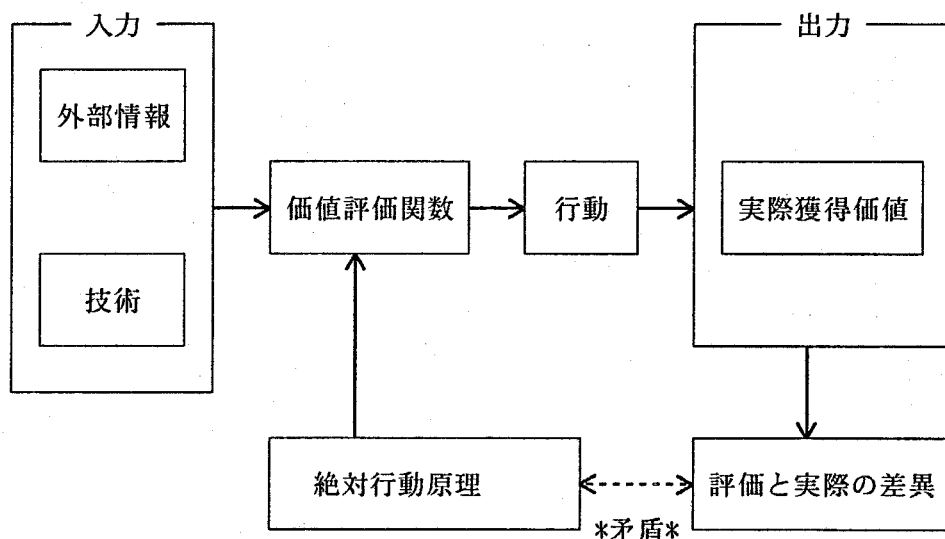 入力
出力
外部情報
価値評価関数
行動
実際獲得価値
技術
絶対行動原理
評価と実際の差異
*矛盾*